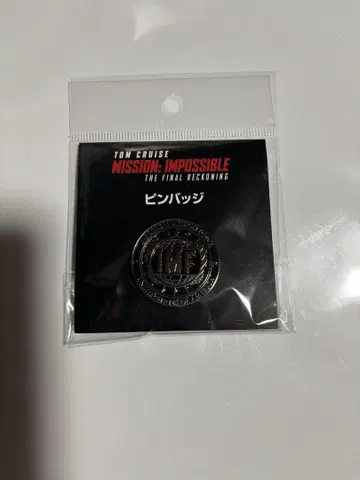 TOM CRUISE
MISSION: IMPOSSIBLE
THE FINAL RECKONING
ピンバッジ
IMF